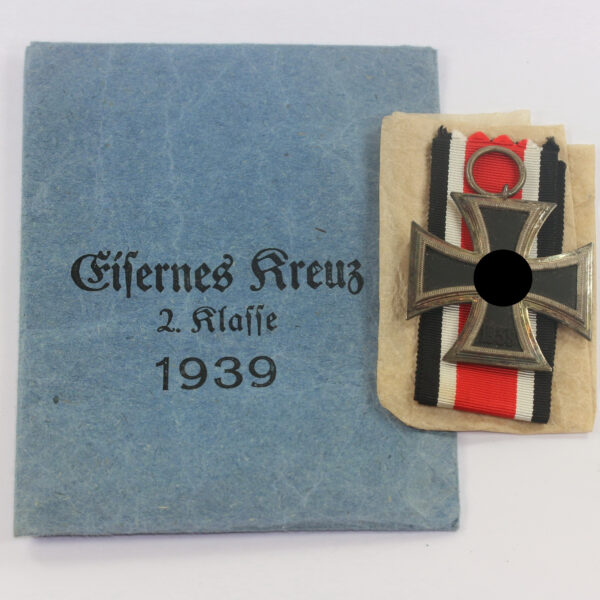 Eisernes Kreuz
2. Klasse
1939